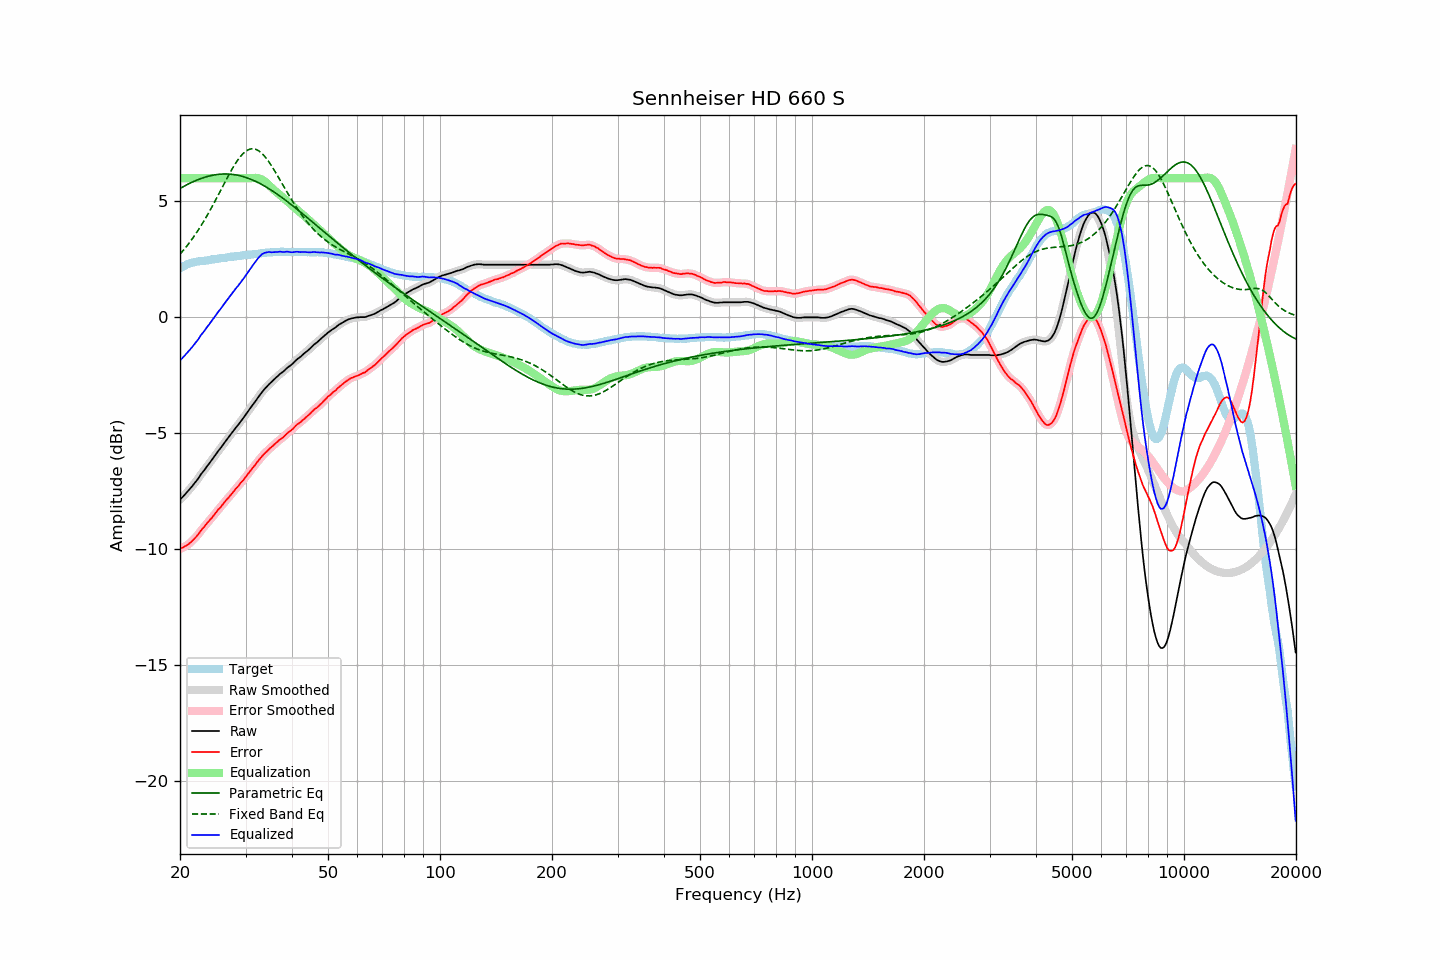 Sennheiser HD 660 S
Amplitude (dBr)
5
0
−5
−10
−15
−20
Target
Raw Smoothed
Error Smoothed
Raw
Error
Equalization
Parametric Eq
Fixed Band Eq
Equalized
20 50 100 200 500 1000 2000 5000 10000 20000
Frequency (Hz)